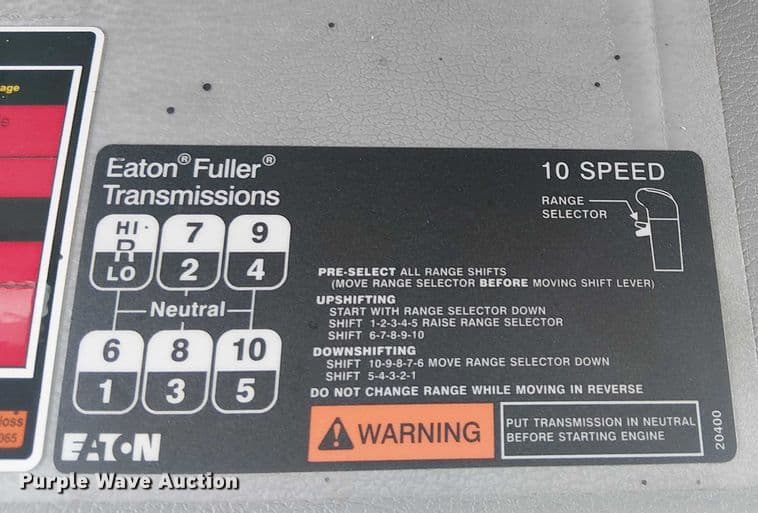 age
Eaton® Fuller®
Transmissions
10 SPEED
RANGE
SELECTOR
HI
R
LO
7
2
9
4
Neutral
6
1
8
3
10
5
PRE-SELECT ALL RANGE SHIFTS
(MOVE RANGE SELECTOR BEFORE MOVING SHIFT LEVER)
UPSHIFTING
START WITH RANGE SELECTOR DOWN
SHIFT 1-2-3-4-5 RAISE RANGE SELECTOR
SHIFT 6-7-8-9-10
DOWNSHIFTING
SHIFT 10-9-8-7-6 MOVE RANGE SELECTOR DOWN
SHIFT 5-4-3-2-1
DO NOT CHANGE RANGE WHILE MOVING IN REVERSE
WARNING
PUT TRANSMISSION IN NEUTRAL
BEFORE STARTING ENGINE
20400
EATON
loss
065
Purple Wave Auction